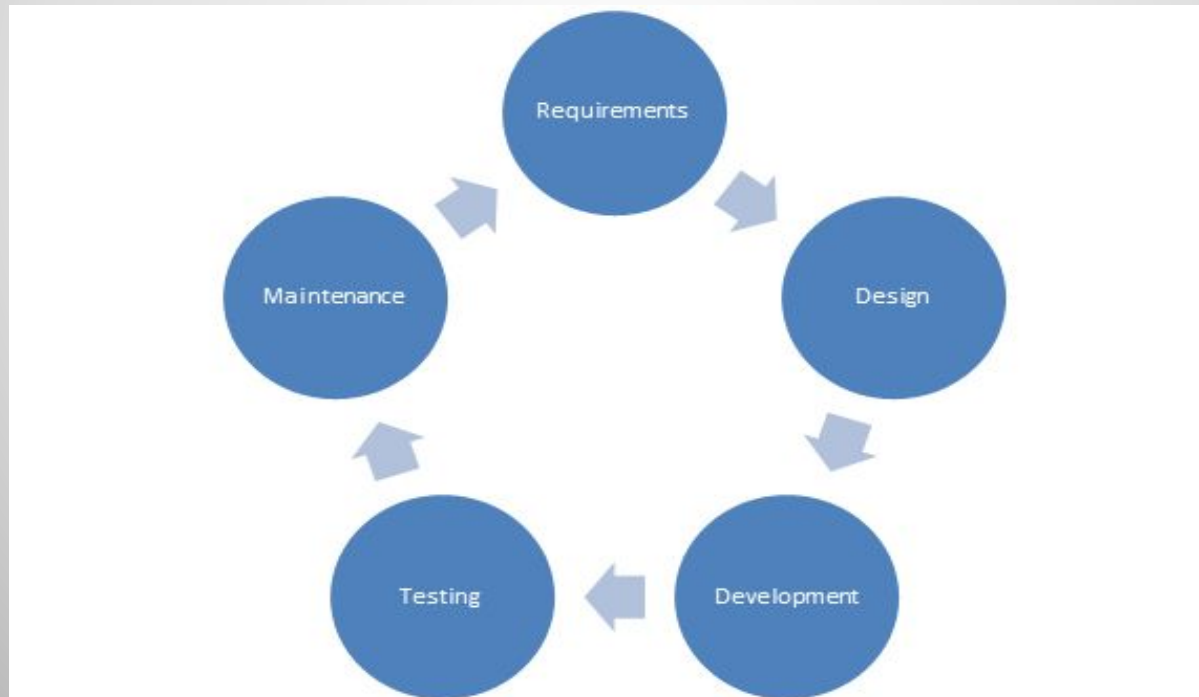 Requirements
Design
Development
Testing
Maintenance